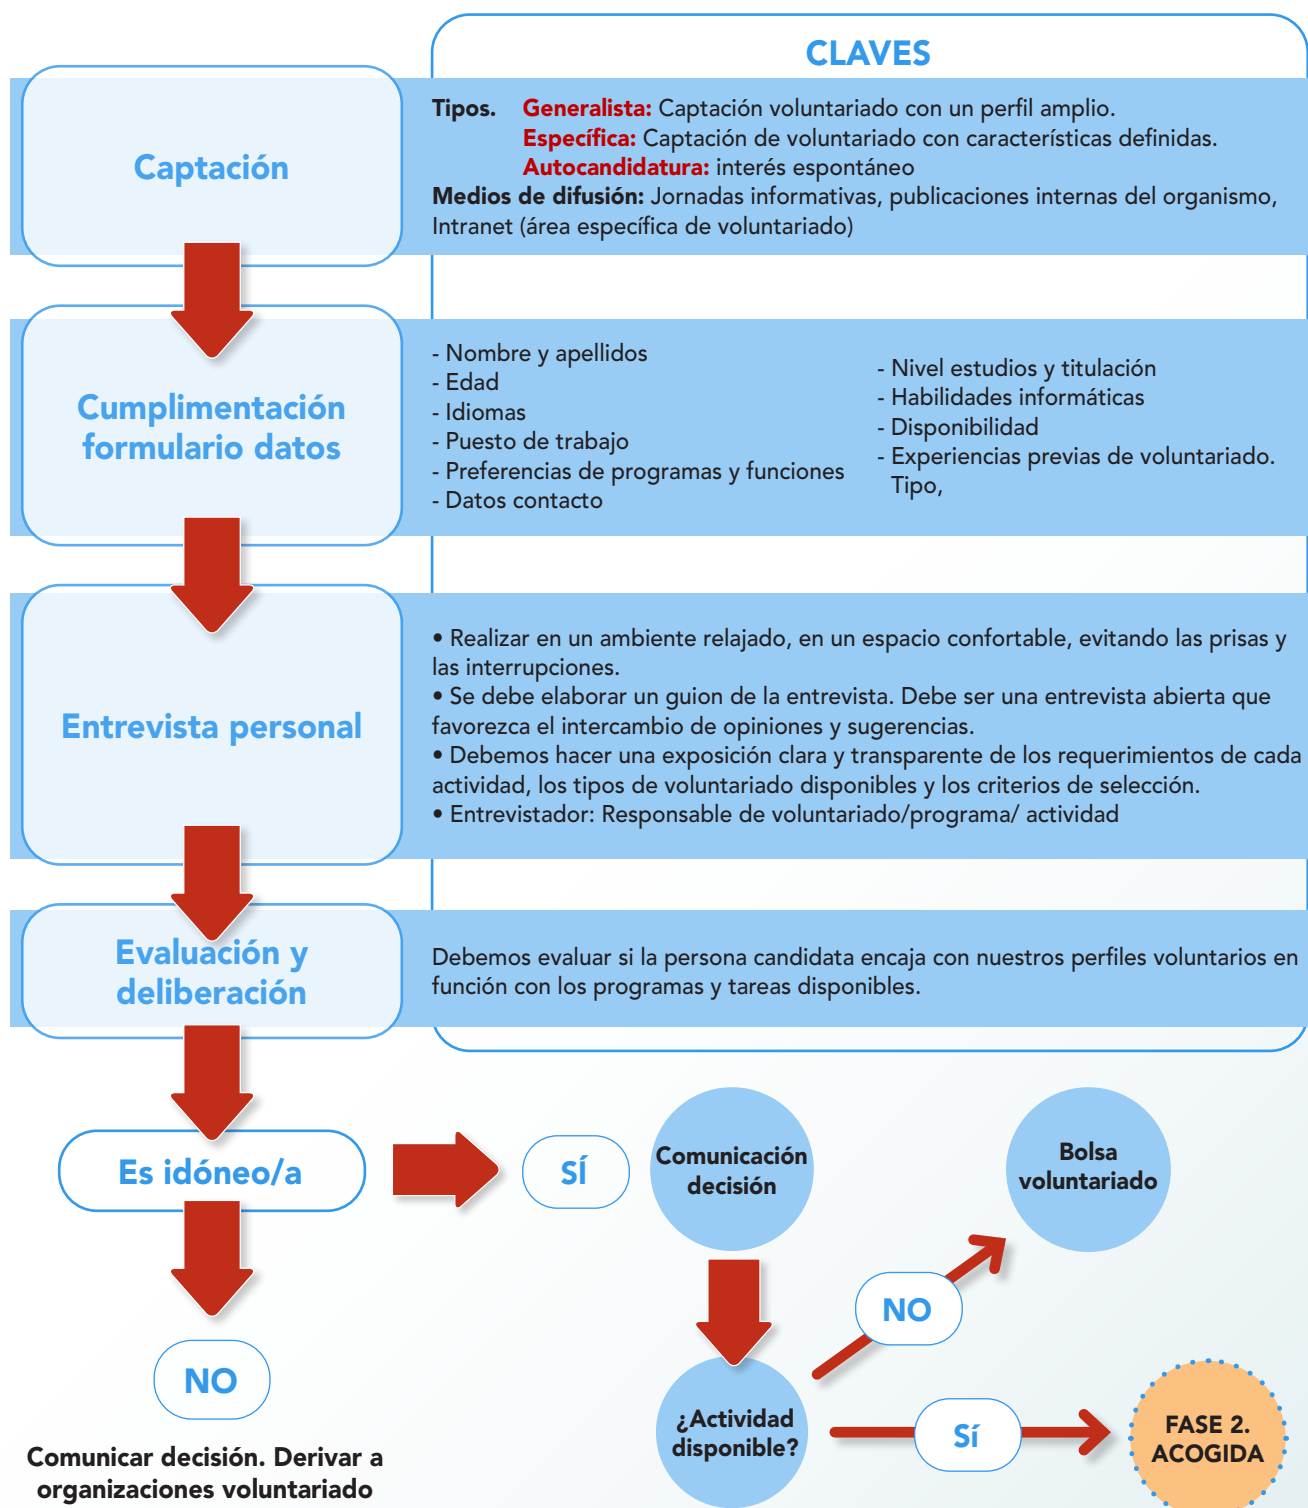 CLAVES
Captación
Tipos. Generalista: Captación voluntariado con un perfil amplio.
Específica: Captación de voluntariado con características definidas.
Autocandidatura: interés espontáneo
Medios de difusión: Jornadas informativas, publicaciones internas del organismo,
Intranet (área específica de voluntariado)
Cumplimentación
formulario datos
- Nombre y apellidos
- Edad
- Idiomas
- Puesto de trabajo
- Preferencias de programas y funciones
- Datos contacto
- Nivel estudios y titulación
- Habilidades informáticas
- Disponibilidad
- Experiencias previas de voluntariado.
Tipo,
Entrevista personal
• Realizar en un ambiente relajado, en un espacio confortable, evitando las prisas y
las interrupciones.
• Se debe elaborar un guion de la entrevista. Debe ser una entrevista abierta que
favorezca el intercambio de opiniones y sugerencias.
• Debemos hacer una exposición clara y transparente de los requerimientos de cada
actividad, los tipos de voluntariado disponibles y los criterios de selección.
• Entrevistador: Responsable de voluntariado/programa/ actividad
Evaluación y
deliberación
Debemos evaluar si la persona candidata encaja con nuestros perfiles voluntarios en
función con los programas y tareas disponibles.
Es idóneo/a
SÍ
Comunicación
decisión
Bolsa
voluntariado
NO
NO
Comunicar decisión. Derivar a
organizaciones voluntariado
¿Actividad
disponible?
Sí
FASE 2.
ACOGIDA